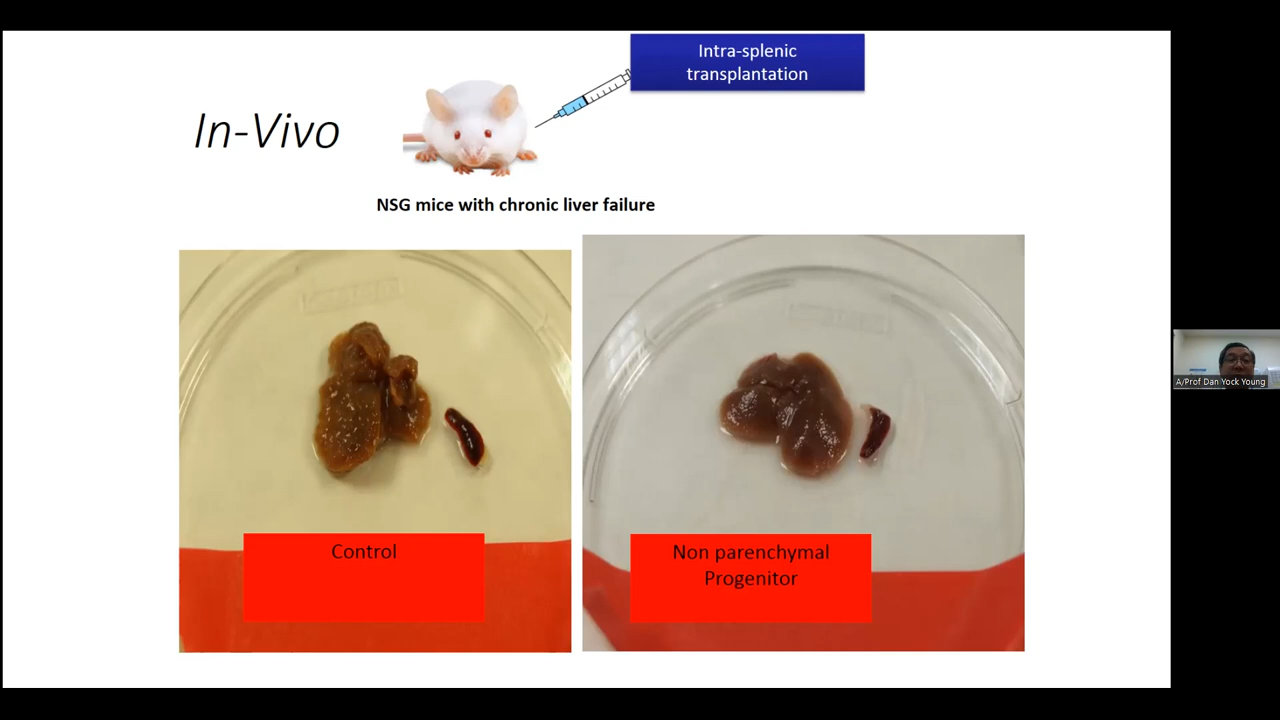 Intra-splenic
transplantation
In-Vivo
NSG mice with chronic liver failure
Control
Non parenchymal
Progenitor
A/Prof Dan Yock Young